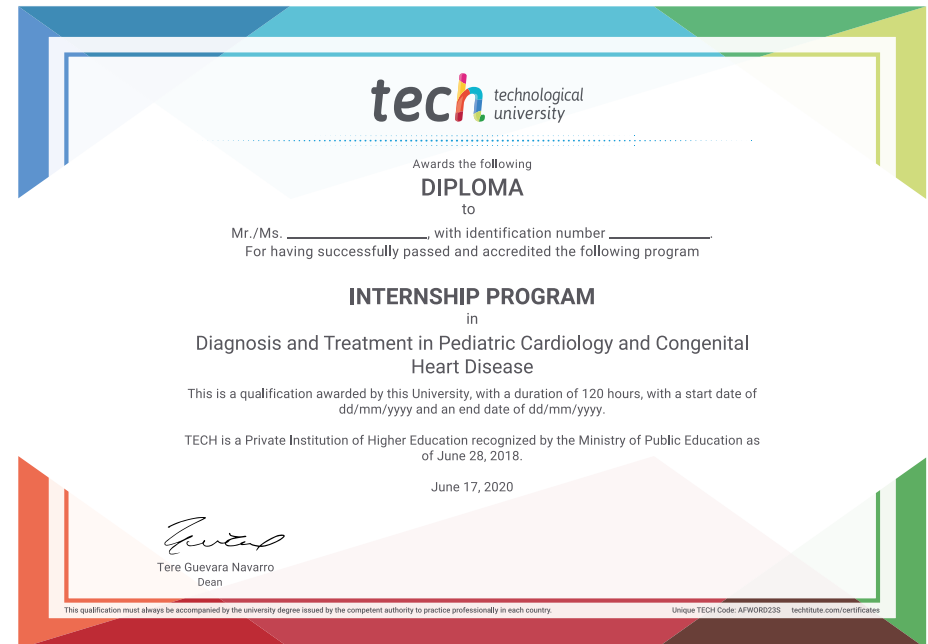 tech technological
university
Awards the following
DIPLOMA
to
Mr./Ms. ____________________, with identification number ______________.
For having successfully passed and accredited the following program
INTERNSHIP PROGRAM
in
Diagnosis and Treatment in Pediatric Cardiology and Congenital
Heart Disease
This is a qualification awarded by this University, with a duration of 120 hours, with a start date of
dd/mm/yyyy and an end date of dd/mm/yyyy.
TECH is a Private Institution of Higher Education recognized by the Ministry of Public Education as
of June 28, 2018.
June 17, 2020
Tere Guevara Navarro
Dean
This qualification must always be accompanied by the university degree issued by the competent authority to practice professionally in each country. Unique TECH Code: AFWORD23S techtitute.com/certificates